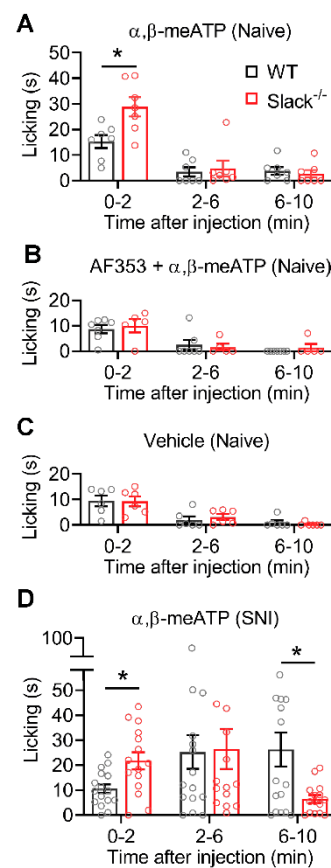 A
α,β-meATP (Naive)
50
40
30
20
10
0
Licking (s)
*
WT
Slack-/-
0-2
2-6
6-10
Time after injection (min)
B
AF353 + α,β-meATP (Naive)
20
10
0
Licking (s)
0-2
2-6
6-10
Time after injection (min)
C
Vehicle (Naive)
20
10
0
Licking (s)
0-2
2-6
6-10
Time after injection (min)
D
α,β-meATP (SNI)
100
50
40
30
20
10
0
Licking (s)
*
*
0-2
2-6
6-10
Time after injection (min)